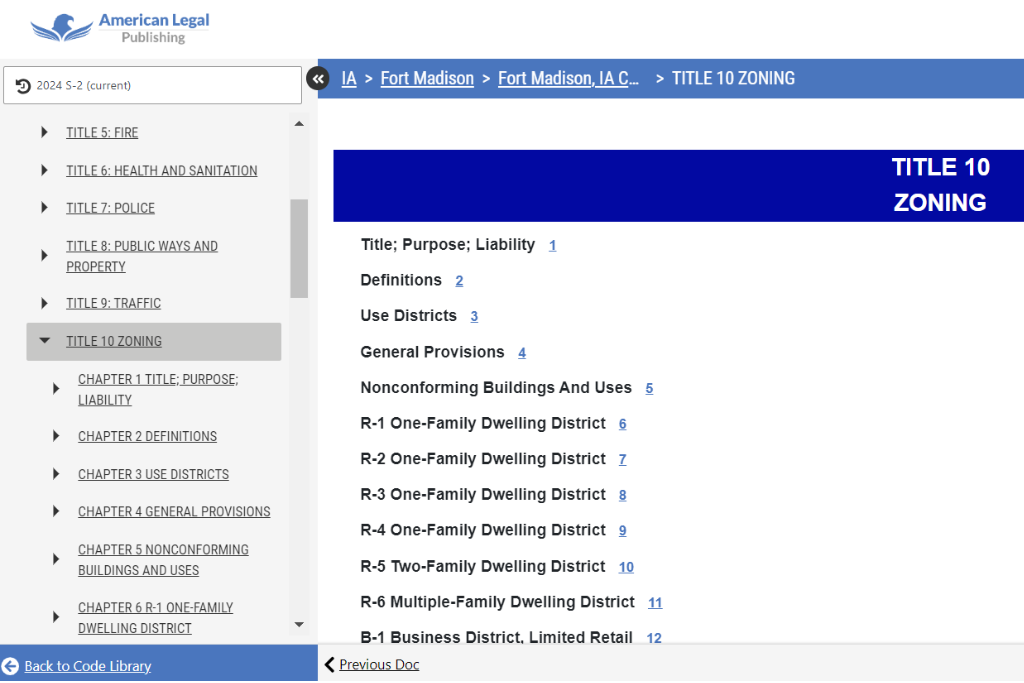 American Legal
Publishing
2024 S-2 (current)
TITLE 5: FIRE
TITLE 6: HEALTH AND SANITATION
TITLE 7: POLICE
TITLE 8: PUBLIC WAYS AND
PROPERTY
TITLE 9: TRAFFIC
TITLE 10 ZONING
CHAPTER 1 TITLE; PURPOSE;
LIABILITY
CHAPTER 2 DEFINITIONS
CHAPTER 3 USE DISTRICTS
CHAPTER 4 GENERAL PROVISIONS
CHAPTER 5 NONCONFORMING
BUILDINGS AND USES
CHAPTER 6 R-1 ONE-FAMILY
DWELLING DISTRICT
Back to Code Library
IA > Fort Madison > Fort Madison, IA C... > TITLE 10 ZONING
TITLE 10
ZONING
Title; Purpose; Liability 1
Definitions 2
Use Districts 3
General Provisions 4
Nonconforming Buildings And Uses 5
R-1 One-Family Dwelling District 6
R-2 One-Family Dwelling District 7
R-3 One-Family Dwelling District 8
R-4 One-Family Dwelling District 9
R-5 Two-Family Dwelling District 10
R-6 Multiple-Family Dwelling District 11
B-1 Business District, Limited Retail 12
Previous Doc